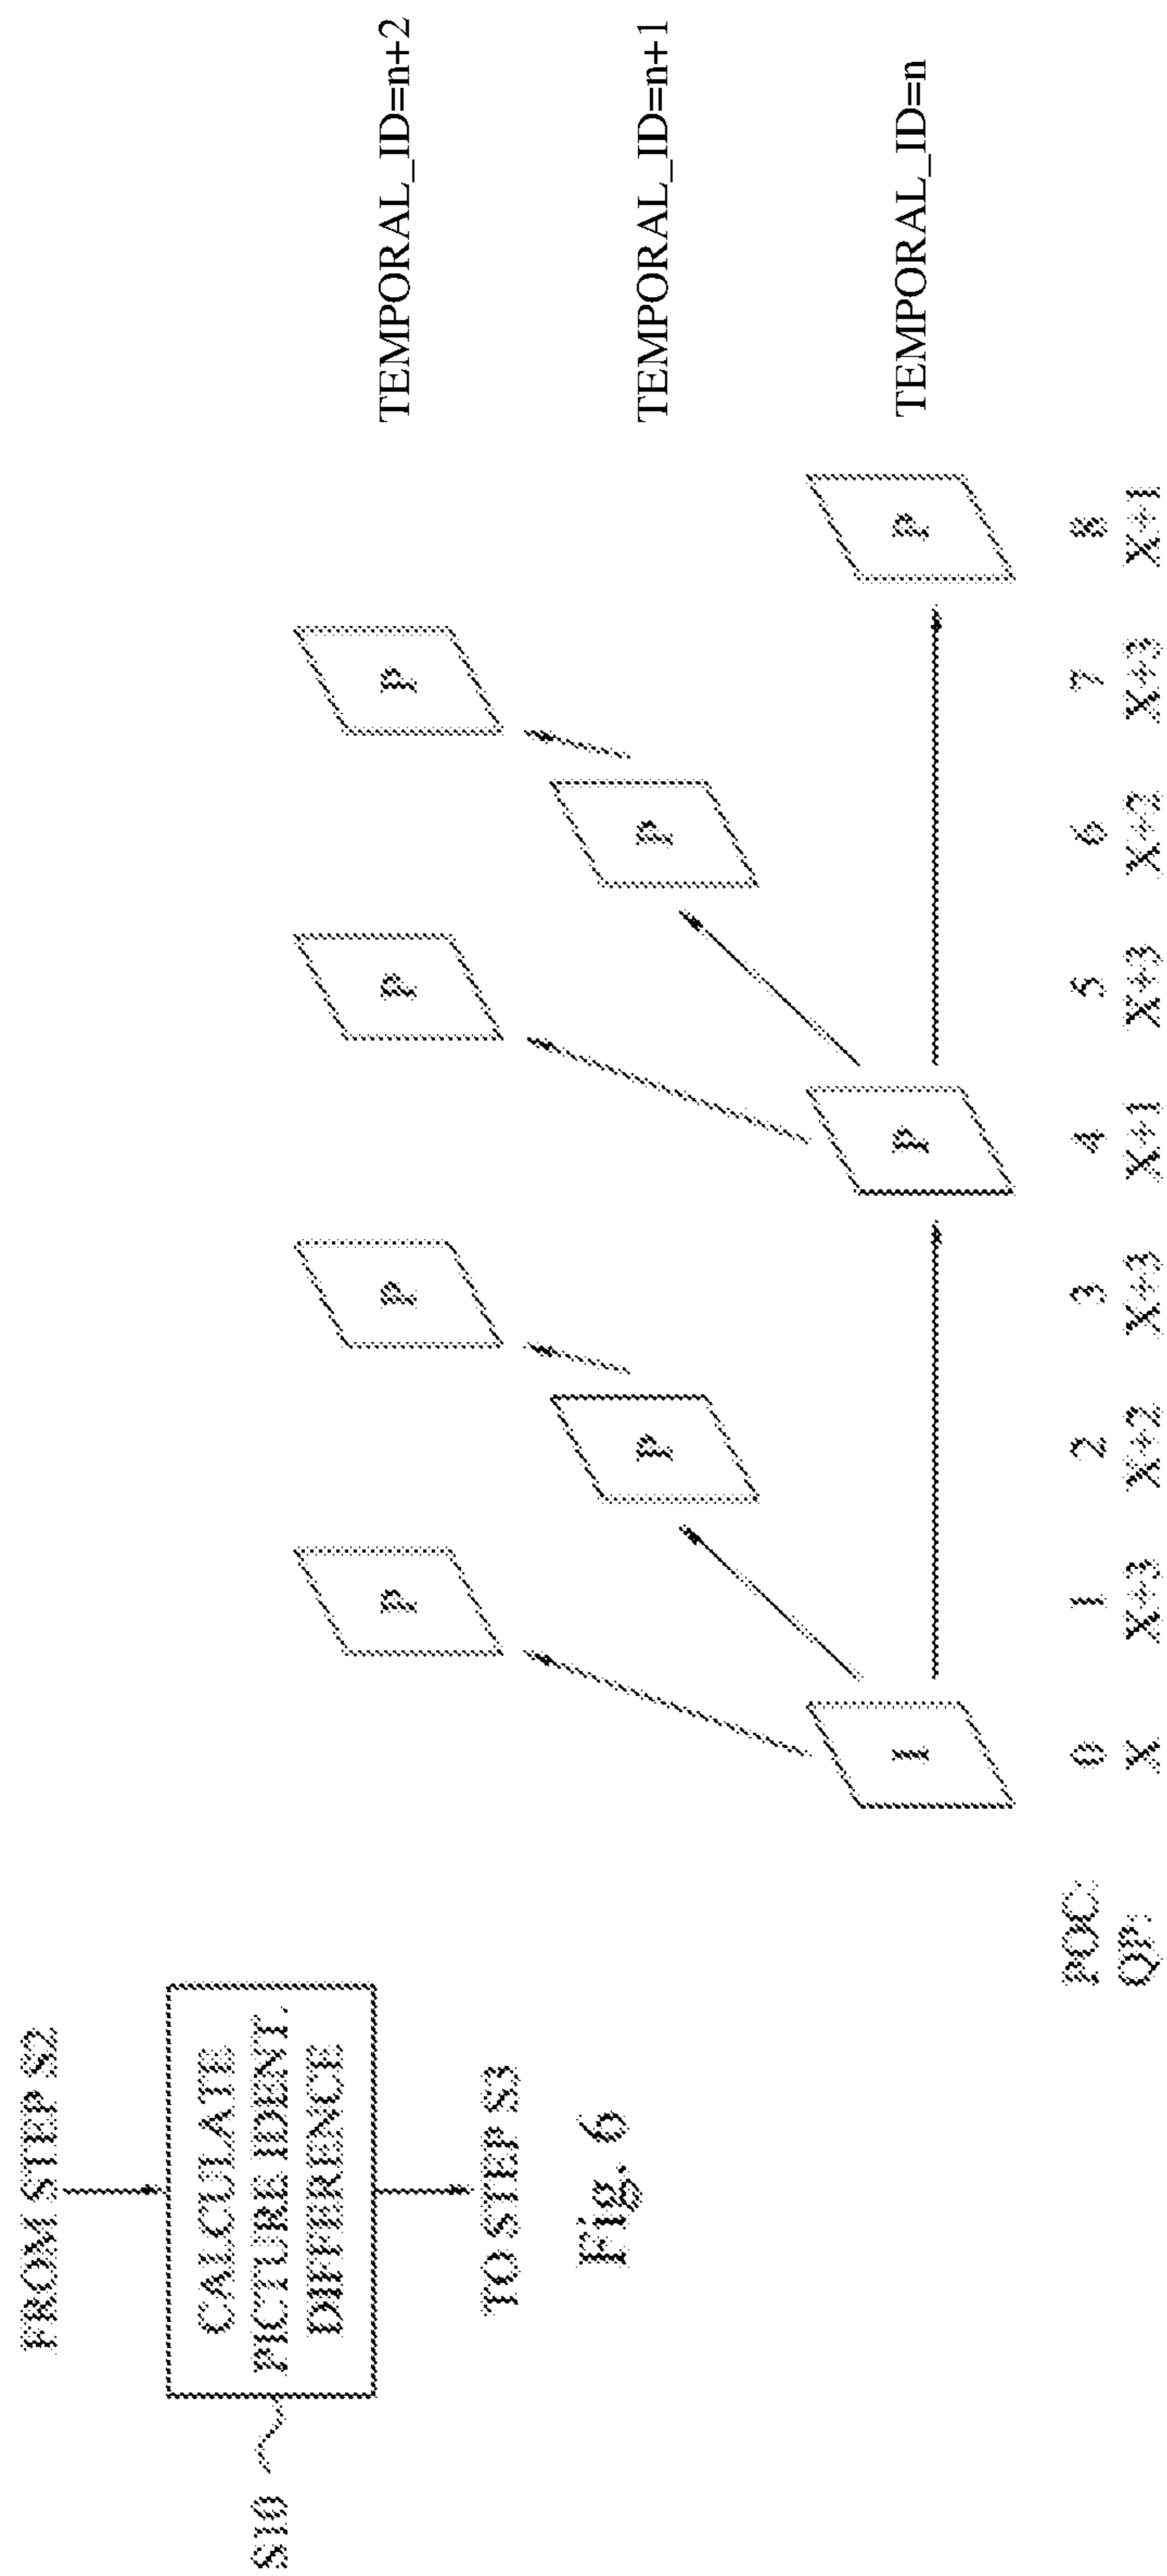 FROM STEP S2
CALCULATE
PICTURE IDENT.
DIFFERENCE
S10
TO STEP S3
Fig. 6
TEMPORAL_ID=n+2
P P P P
TEMPORAL_ID=n+1
P P
TEMPORAL_ID=n
I P P
POC: 0 1 2 3 4 5 6 7 8
QP: X X+3 X+2 X+3 X+1 X+3 X+2 X+3 X+1